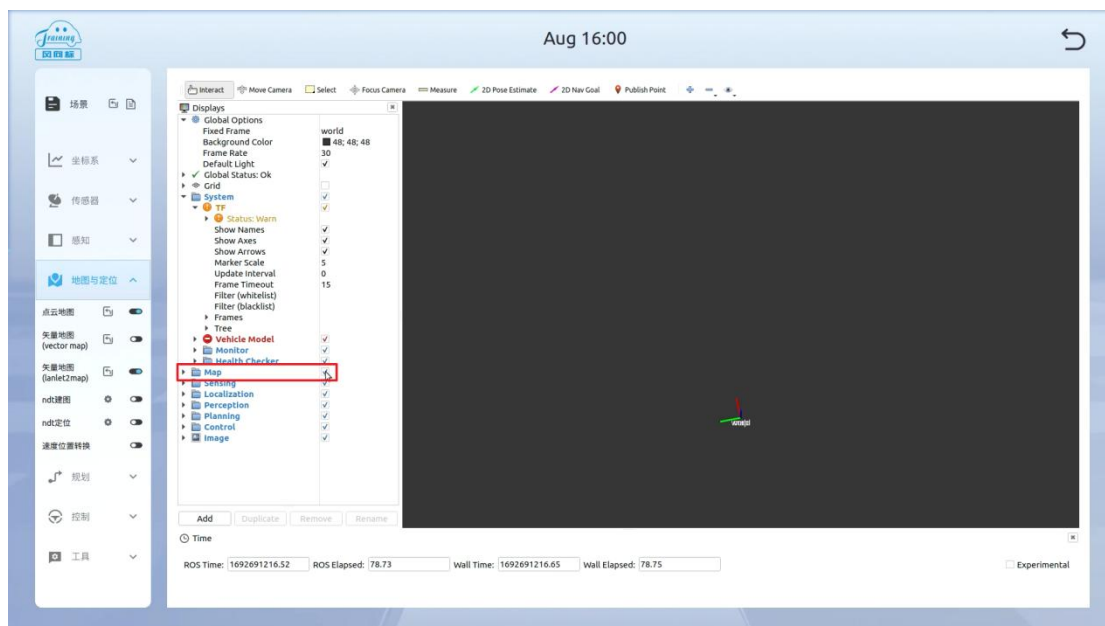 Training
风向标
Aug 16:00
场景
坐标系
传感器
感知
地图与定位
点云地图
矢量地图
(vector map)
矢量地图
(lanlet2map)
ndt建图
ndt定位
速度位置转换
规划
控制
工具
Interact Move Camera Select Focus Camera Measure 2D Pose Estimate 2D Nav Goal Publish Point
Displays
Global Options
Fixed Frame world
Background Color 48; 48; 48
Frame Rate 30
Default Light
Global Status: Ok
Grid
System
TF
Status: Warn
Show Names
Show Axes
Show Arrows
Marker Scale 5
Update Interval 0
Frame Timeout 15
Filter (whitelist)
Filter (blacklist)
Frames
Tree
Vehicle Model
Monitor
Health Checker
Map
Sensing
Localization
Perception
Planning
Control
Image
Add Duplicate Remove Rename
world
Time
ROS Time: 1692691216.52 ROS Elapsed: 78.73 Wall Time: 1692691216.65 Wall Elapsed: 78.75 Experimental